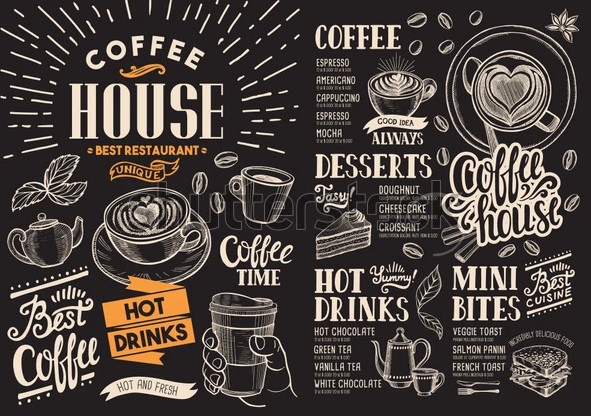 COFFEE
HOUSE
BEST RESTAURANT
UNIQUE
Coffee
TIME
Best
Coffee
HOT
DRINKS
HOT AND FRESH
COFFEE
ESPRESSO
AMERICANO
CAPPUCCINO
ESPRESSO
MOCHA
GOOD IDEA
ALWAYS
DESSERTS
Tasy!
DOUGHNUT
CHEESECAKE
CROISSANT
Coffee
house
HOT
Yummy!
DRINKS
HOT CHOCOLATE
GREEN TEA
VANILLA TEA
WHITE CHOCOLATE
MINI
BITES
Best
CUISINE
VEGGIE TOAST
SALMON PANINI
FRENCH TOAST
INCREDIBLY DELICIOUS FOOD
shutterstock